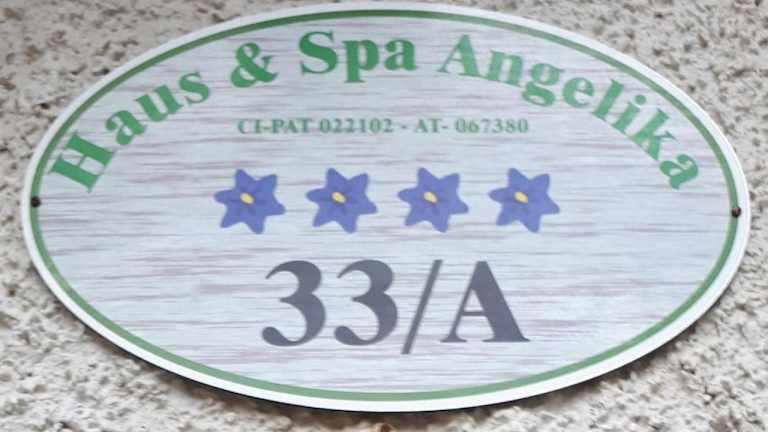 Haus & Spa Angelika
CI-PAT 022102 - AT- 067380
33/A